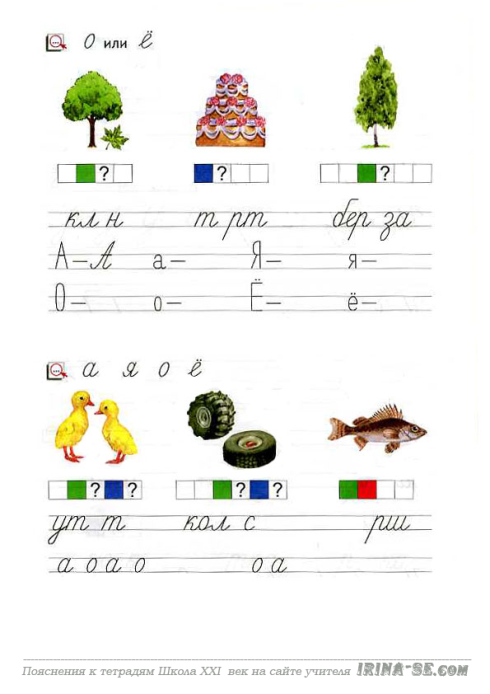 о или ё
? ? ?
кл н т рт бер за
А – А а – Я – я –
О – о – Ё – ё –
а я о ё
? ? ? ?
ут т кол с рш
а о а о о а
Пояснения к тетрадям Школа XXI век на сайте учителя IRINA-SE.COM